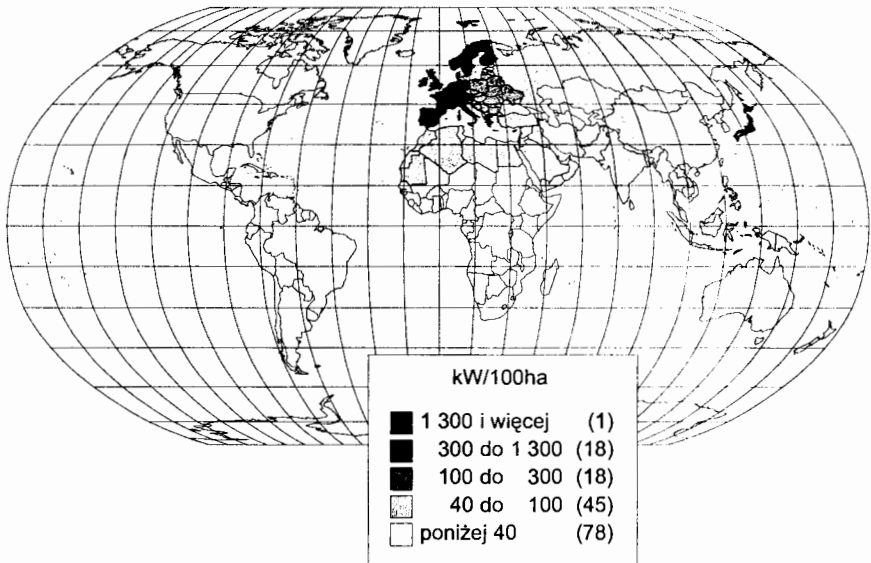 kW/100ha
1 300 i więcej (1)
300 do 1 300 (18)
100 do 300 (18)
40 do 100 (45)
poniżej 40 (78)